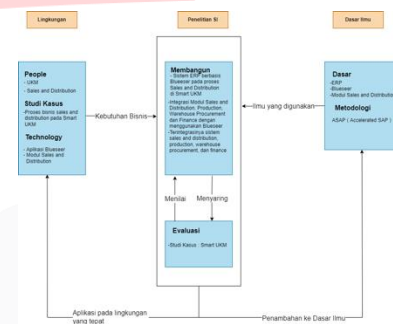 Lingkungan
Penelitian SI
Dasar Ilmu
People
- UKM
- Sales and Distribution
Studi Kasus
-Proses bisnis sales and
distribution pada Smart
UKM
Technology
- Aplikasi Blueseer
- Modul Sales and
Distribution
Kebutuhan Bisnis
Membangun
- Sistem ERP berbasis
Blueseer pada proses
Sales and Distribution
di Smart UKM
-Integrasi Modul Sales and
Distribution, Production,
Warehouse Procurement
dan Finance dengan
menggunakan Blueseer
-Terintegrasinya sistem
sales and distribution,
production, warehouse
procurement, dan finance
Ilmu yang digunakan
Dasar
-ERP
-Blueseer
-Modul Sales and Distribution
Metodologi
ASAP ( Accelerated SAP )
Menilai
Menyaring
Evaluasi
-Studi Kasus : Smart UKM
Aplikasi pada lingkungan
yang tepat
Penambahan ke Dasar Ilmu